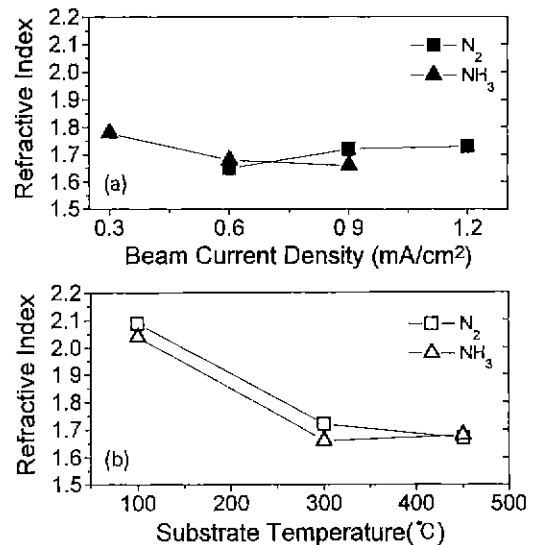 2.2
2.1
2.0
1.9
1.8
1.7
1.6
1.5
Refractive Index
N2
NH3
(a)
0.3 0.6 0 9 1.2
Beam Current Density (mA/cm²)
2.2
2.1
2.0
1.9
1.8
1.7
1.6
1.5
Refractive Index
N2
NH3
(b)
100 200 300 400 500
Substrate Temperature(℃)